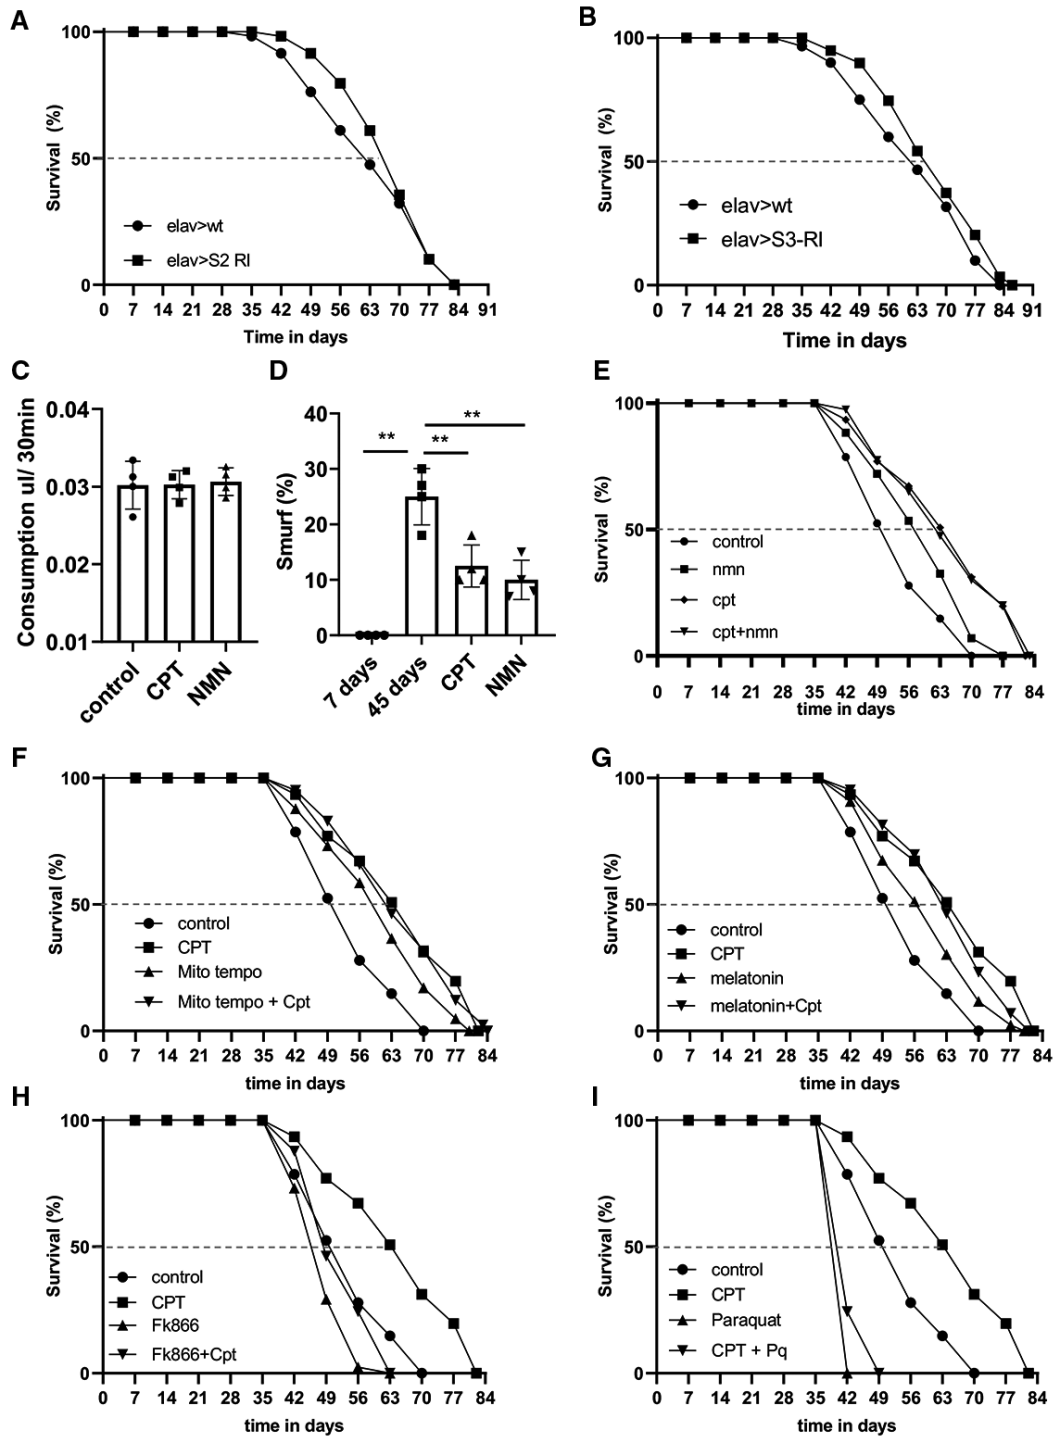 A
Survival (%)
100
50
0
elav>wt
elav>S2 RI
0 7 14 21 28 35 42 49 56 63 70 77 84 91
Time in days
B
Survival (%)
100
50
0
elav>wt
elav>S3-RI
0 7 14 21 28 35 42 49 56 63 70 77 84 91
Time in days
C
Consumption ul/ 30min
0.04
0.03
0.02
0.01
control CPT NMN
D
Smurf (%)
40
30
20
10
0
**
**
**
7 days 45 days CPT NMN
E
Survival (%)
100
50
0
control
nmn
cpt
cpt+nmn
0 7 14 21 28 35 42 49 56 63 70 77 84
time in days
F
Survival (%)
100
50
0
control
CPT
Mito tempo
Mito tempo + Cpt
0 7 14 21 28 35 42 49 56 63 70 77 84
time in days
G
Survival (%)
100
50
0
control
CPT
melatonin
melatonin+Cpt
0 7 14 21 28 35 42 49 56 63 70 77 84
time in days
H
Survival (%)
100
50
0
control
CPT
Fk866
Fk866+Cpt
0 7 14 21 28 35 42 49 56 63 70 77 84
time in days
I
Survival (%)
100
50
0
control
CPT
Paraquat
CPT + Pq
0 7 14 21 28 35 42 49 56 63 70 77 84
time in days